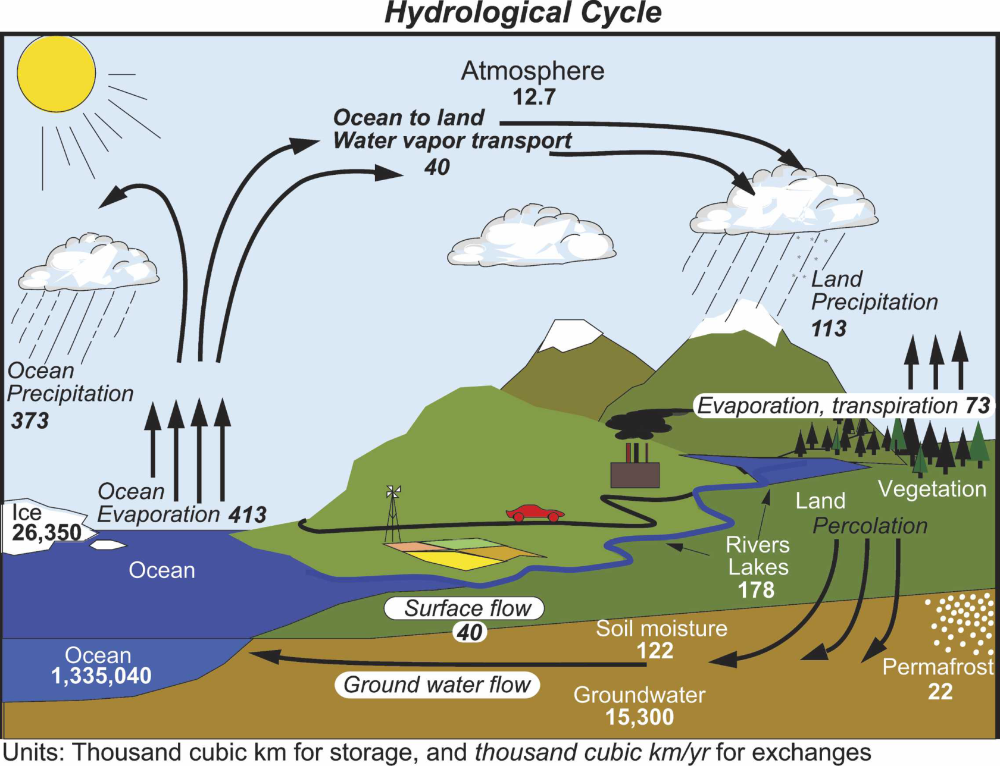 Hydrological Cycle
Atmosphere
12.7
Ocean to land
Water vapor transport
40
Land
Precipitation
113
Ocean
Precipitation
373
Evaporation, transpiration 73
Ocean
Evaporation 413
Ice
26,350
Vegetation
Land
Percolation
Rivers
Lakes
178
Ocean
Surface flow
40
Soil moisture
122
Ocean
1,335,040
Permafrost
22
Ground water flow
Groundwater
15,300
Units: Thousand cubic km for storage, and thousand cubic km/yr for exchanges